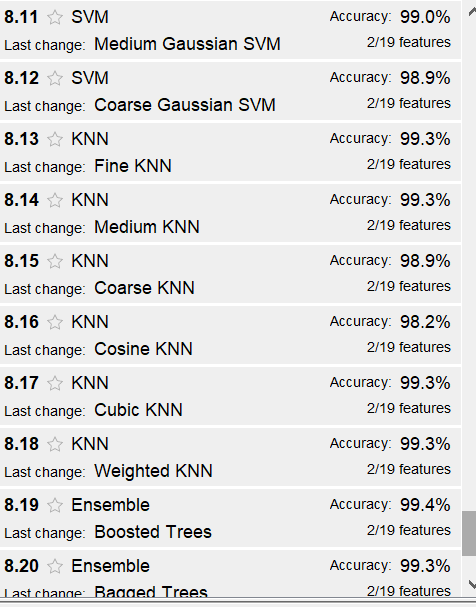 8.11 SVM Accuracy: 99.0%
Last change: Medium Gaussian SVM 2/19 features
8.12 SVM Accuracy: 98.9%
Last change: Coarse Gaussian SVM 2/19 features
8.13 KNN Accuracy: 99.3%
Last change: Fine KNN 2/19 features
8.14 KNN Accuracy: 99.3%
Last change: Medium KNN 2/19 features
8.15 KNN Accuracy: 98.9%
Last change: Coarse KNN 2/19 features
8.16 KNN Accuracy: 98.2%
Last change: Cosine KNN 2/19 features
8.17 KNN Accuracy: 99.3%
Last change: Cubic KNN 2/19 features
8.18 KNN Accuracy: 99.3%
Last change: Weighted KNN 2/19 features
8.19 Ensemble Accuracy: 99.4%
Last change: Boosted Trees 2/19 features
8.20 Ensemble Accuracy: 99.3%
Last change: Bagged Trees 2/19 features